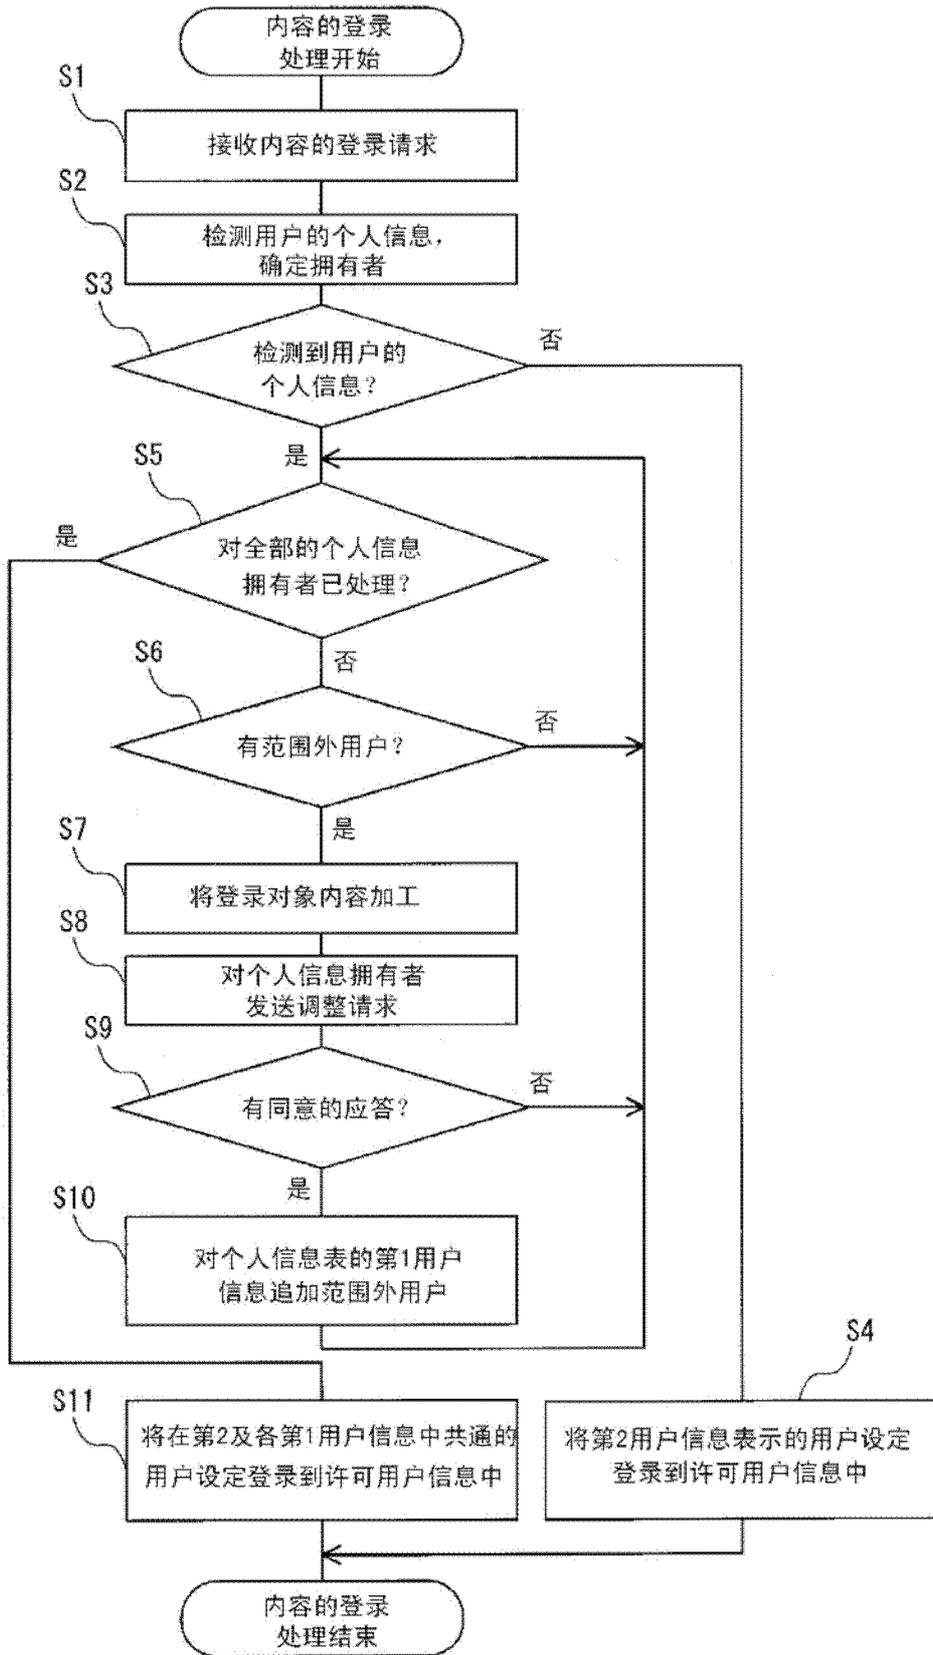 内容的登录
处理开始
S1
接收内容的登录请求
S2
检测用户的个人信息，
确定拥有者
S3
检测到用户的
个人信息？
否
是
S5
对全部的个人信息
拥有者已处理？
是
否
S6
有范围外用户？
否
是
S7
将登录对象内容加工
S8
对个人信息拥有者
发送调整请求
S9
有同意的应答？
否
是
S10
对个人信息表的第1用户
信息追加范围外用户
S4
将第2用户信息表示的用户设定
登录到许可用户信息中
S11
将在第2及各第1用户信息中共通的
用户设定登录到许可用户信息中
内容的登录
处理结束